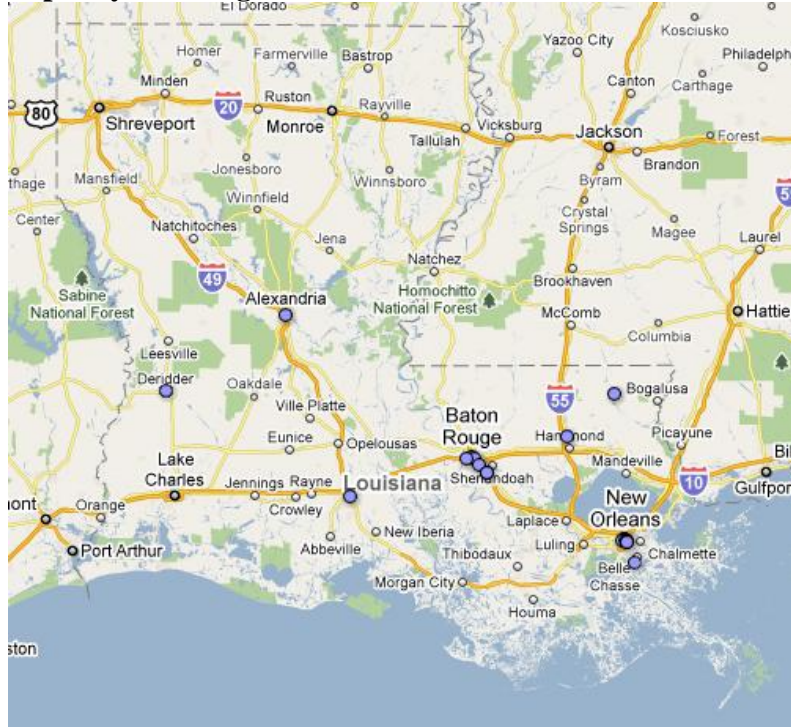 El Dorado
Kosciusko
Yazoo City
Homer
Farmerville
Bastrop
Philadelph
Canton
Carthage
Minden
20
Ruston
Rayville
80
Shreveport
Monroe
Vicksburg
Jackson
Forest
Tallulah
Jonesboro
Brandon
Byram
thage
Mansfield
Winnsboro
Winnfield
Crystal
Springs
Center
Natchitoches
Magee
Jena
Laurel
Natchez
49
Brookhaven
Sabine
National Forest
Alexandria
Homochitto
National Forest
McComb
Hattie
Columbia
Leesville
Deridder
Oakdale
55
Bogalusa
Ville Platte
Baton
Rouge
Hammond
Picayune
Eunice
Opelousas
Bil
Lake
Charles
Mandeville
Jennings
Rayne
Shenandoah
10
Gulfpor
Louisiana
New
Orleans
mont
Orange
Crowley
Laplace
New Iberia
Port Arthur
Abbeville
Thibodaux
Luling
Chalmette
Belle
Chasse
Morgan City
Houma
ston